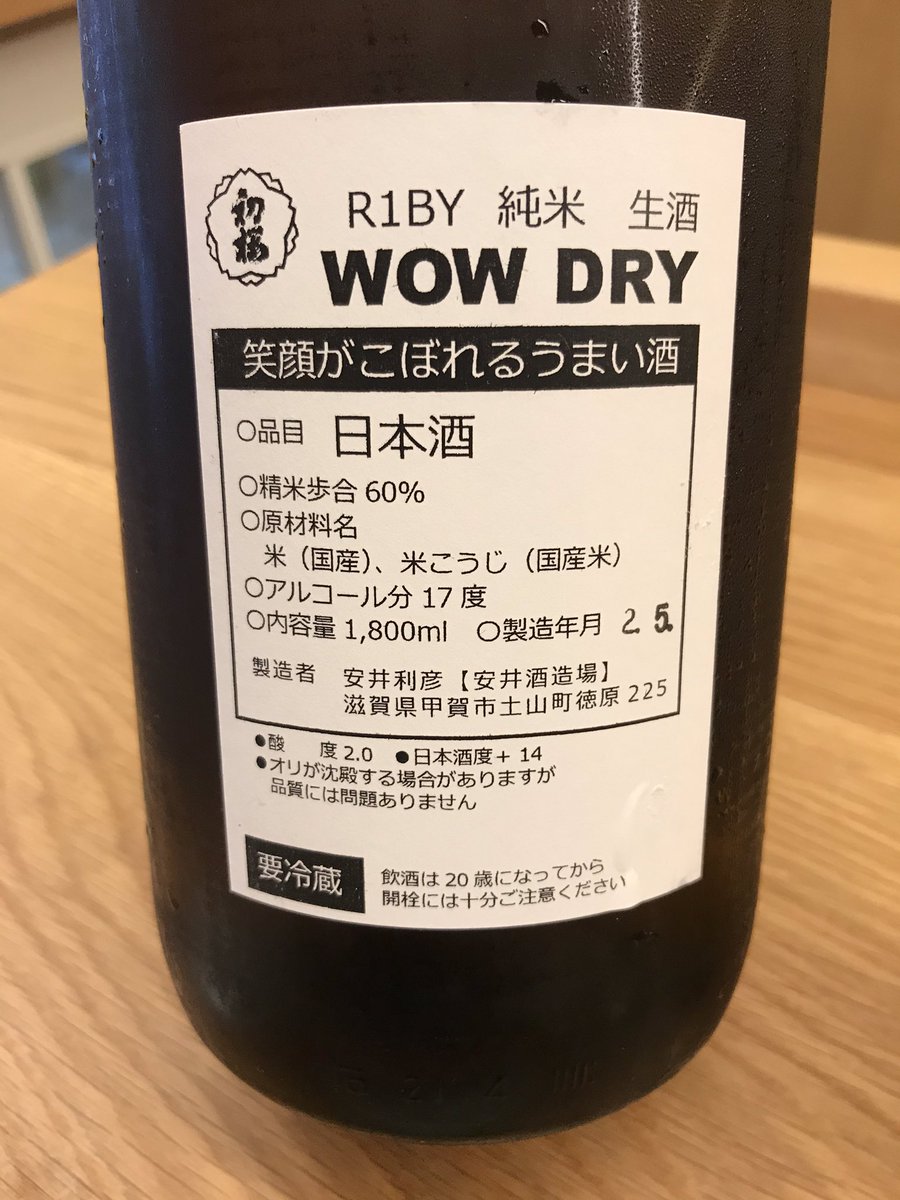 初桜
R1BY 純米 生酒
WOW DRY
笑顔がこぼれるうまい酒
○品目 日本酒
○精米歩合 60%
○原材料名
米（国産）、米こうじ（国産米）
○アルコール分 17 度
○内容量 1,800ml ○製造年月 2. 5.
製造者 安井利彦【安井酒造場】
滋賀県甲賀市土山町徳原 225
●酸 度 2.0 ●日本酒度＋ 14
●オリが沈殿する場合がありますが
品質には問題ありません
要冷蔵 飲酒は 20 歳になってから
開栓には十分ご注意ください